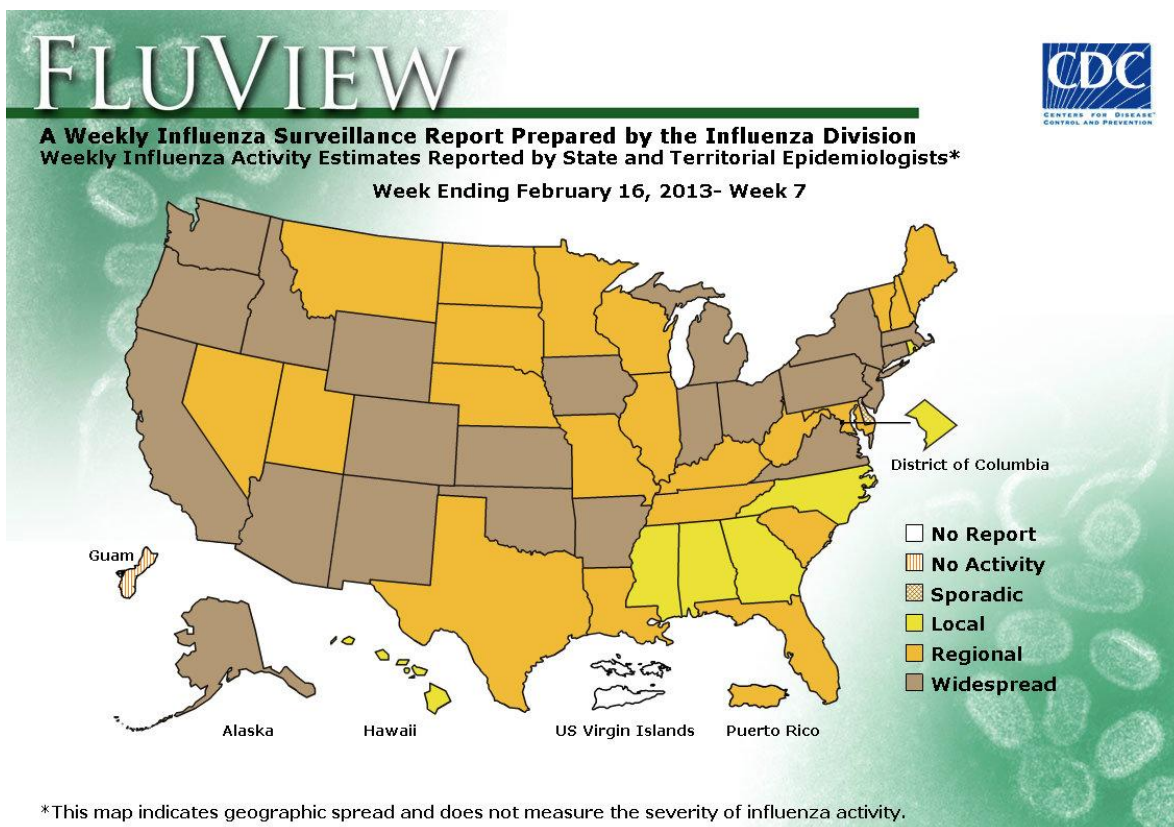 FLUVIEW
CDC
CENTERS FOR DISEASE™
CONTROL AND PREVENTION
A Weekly Influenza Surveillance Report Prepared by the Influenza Division
Weekly Influenza Activity Estimates Reported by State and Territorial Epidemiologists*
Week Ending February 16, 2013- Week 7
District of Columbia
No Report
No Activity
Sporadic
Local
Regional
Widespread
Guam
Alaska
Hawaii
US Virgin Islands
Puerto Rico
*This map indicates geographic spread and does not measure the severity of influenza activity.